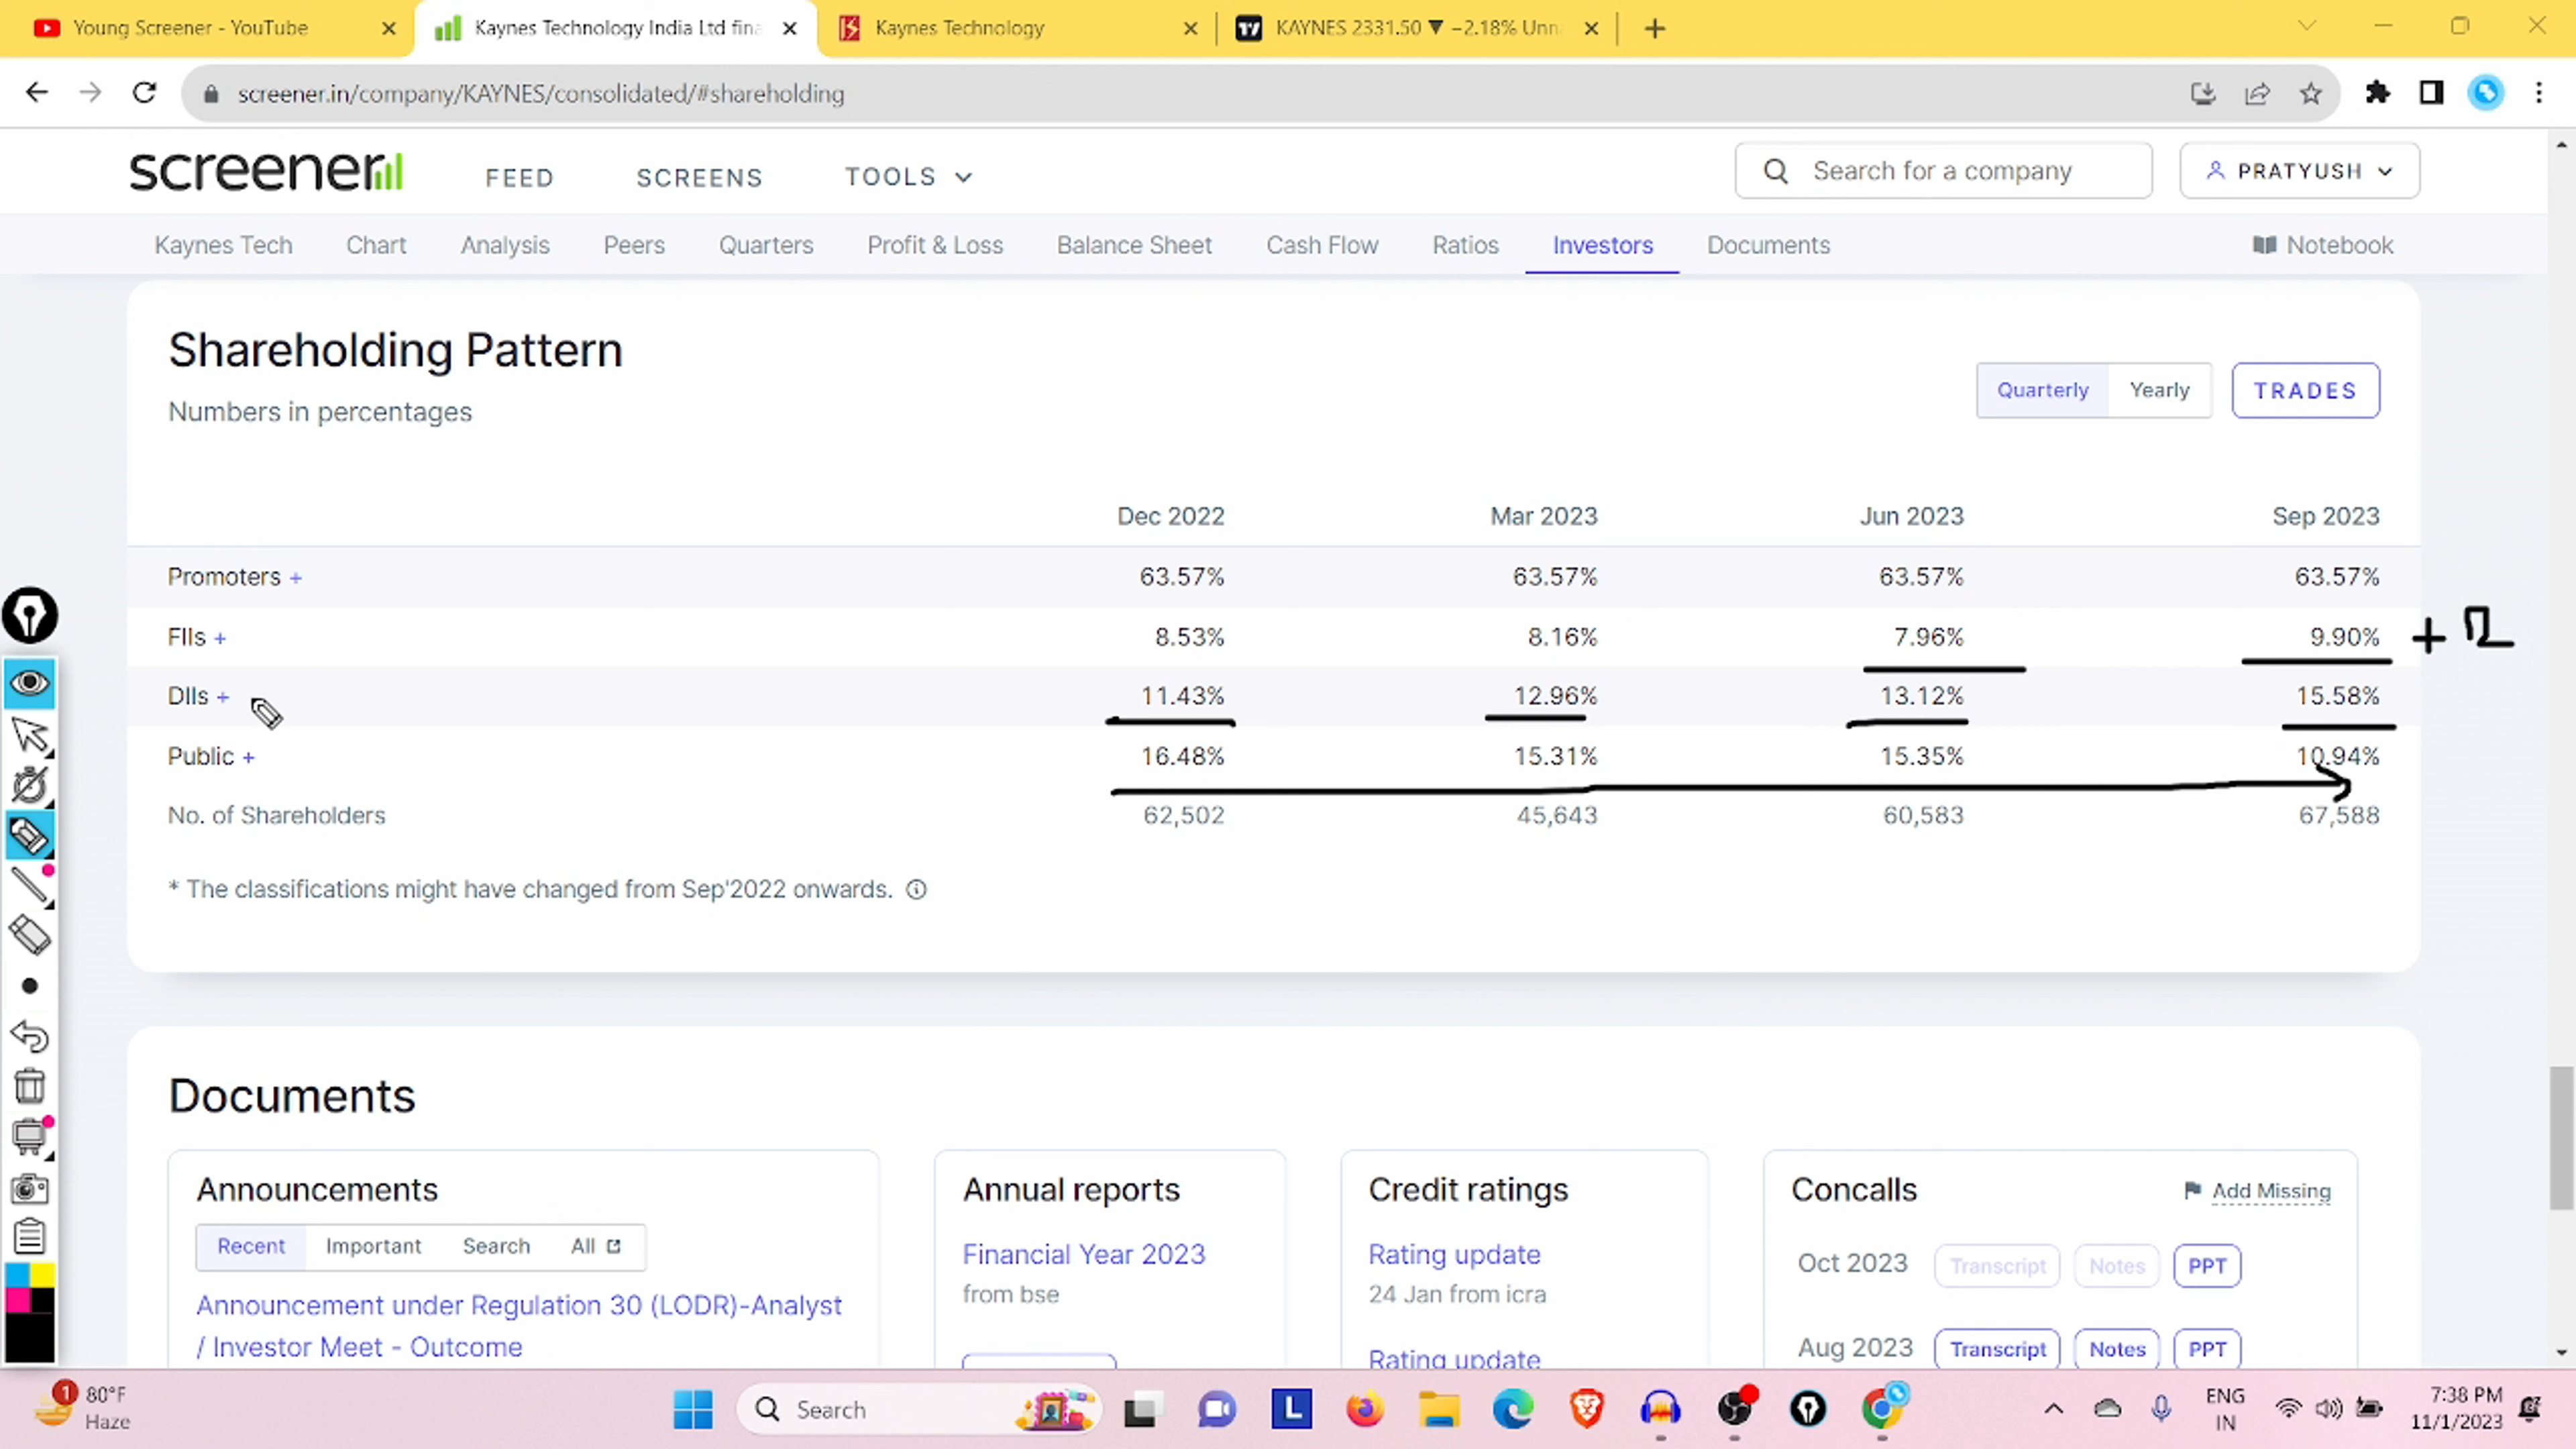 Young Screener - YouTube
Kaynes Technology India Ltd fina
Kaynes Technology
KAYNES 2331.50 ▼ −2.18% Unn
screener.in/company/KAYNES/consolidated/#shareholding
screener
FEED SCREENS TOOLS
Search for a company
PRATYUSH
Kaynes Tech Chart Analysis Peers Quarters Profit & Loss Balance Sheet Cash Flow Ratios Investors Documents Notebook
Shareholding Pattern
Numbers in percentages
Quarterly Yearly TRADES
Dec 2022 Mar 2023 Jun 2023 Sep 2023
Promoters + 63.57% 63.57% 63.57% 63.57%
FIIs + 8.53% 8.16% 7.96% 9.90% + 2
DIIs + 11.43% 12.96% 13.12% 15.58%
Public + 16.48% 15.31% 15.35% 10.94%
No. of Shareholders 62,502 45,643 60,583 67,588
* The classifications might have changed from Sep'2022 onwards.
Documents
Announcements
Recent Important Search All
Announcement under Regulation 30 (LODR)-Analyst
/ Investor Meet - Outcome
Annual reports
Financial Year 2023
from bse
Credit ratings
Rating update
24 Jan from icra
Rating update
Concalls Add Missing
Oct 2023 Transcript Notes PPT
Aug 2023 Transcript Notes PPT
1
80°F
Haze
Search
L
ENG
IN
7:38 PM
11/1/2023